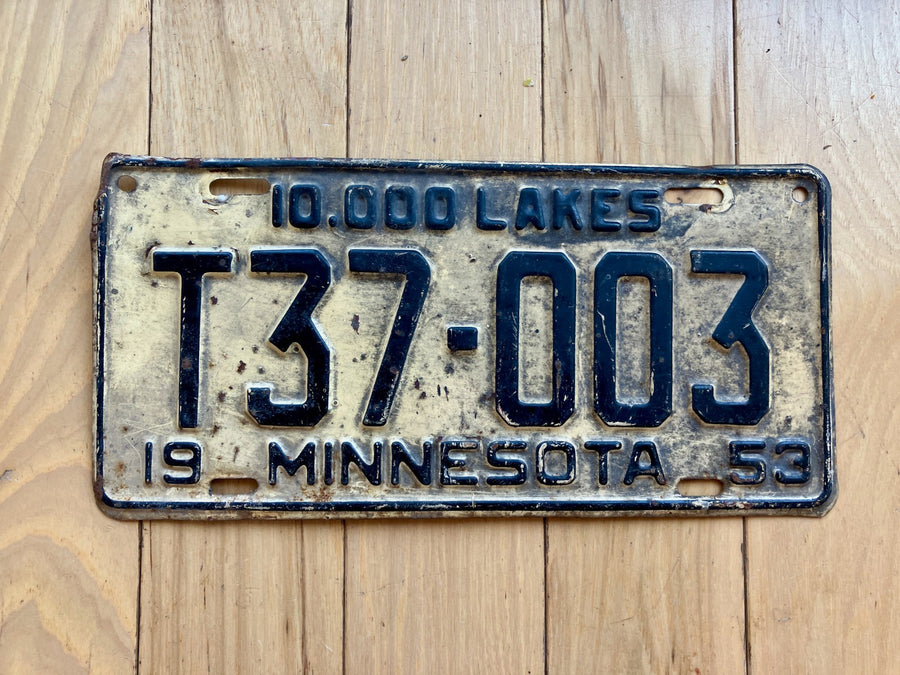 10.000 LAKES
T37-003
19 MINNESOTA 53